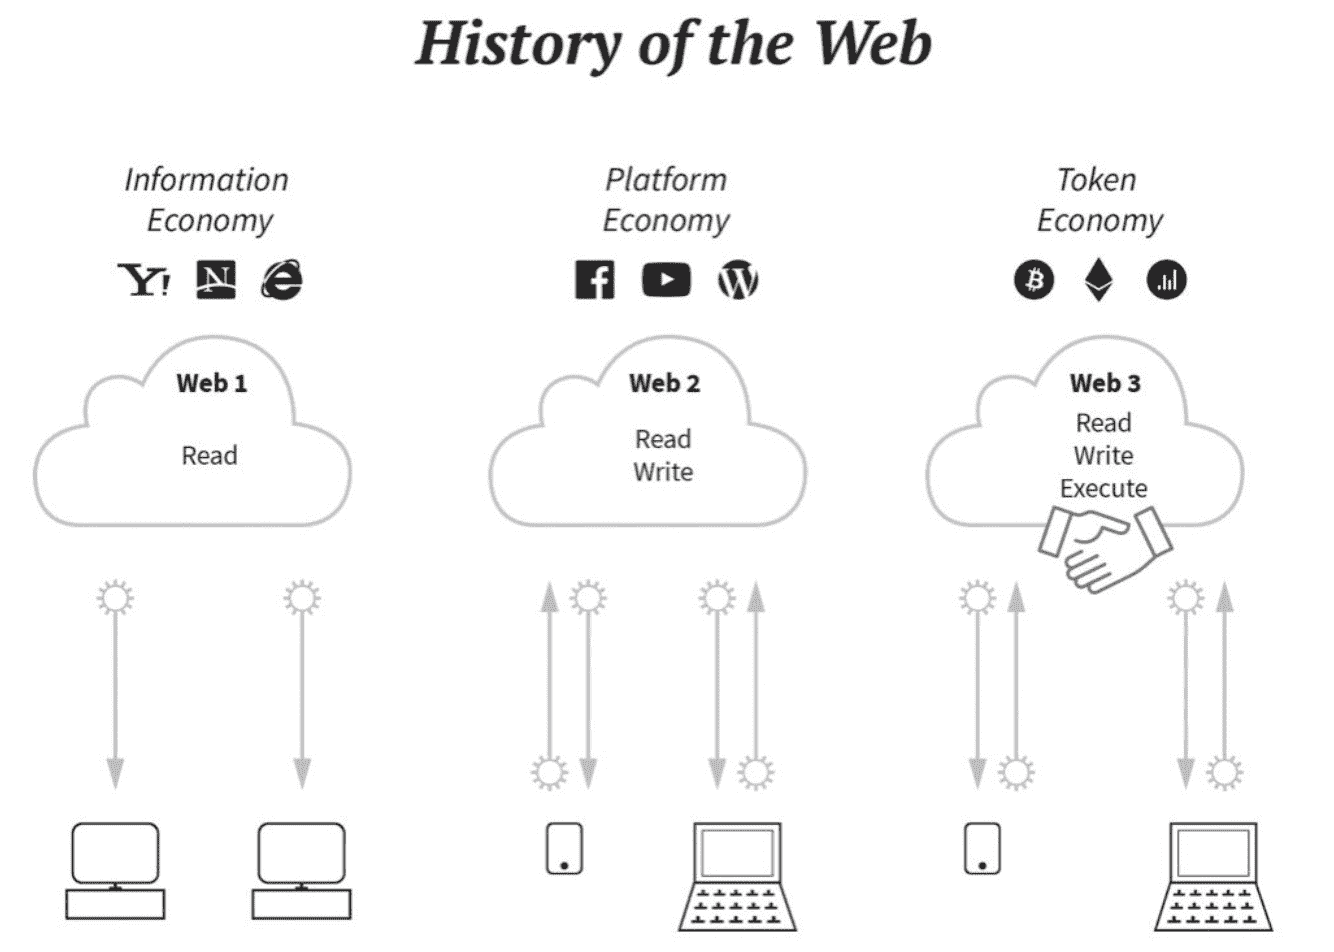 History of the Web
Information
Economy
Y!
N
e
Web 1
Read
Platform
Economy
f
W
Web 2
Read
Write
Token
Economy
₿
Web 3
Read
Write
Execute